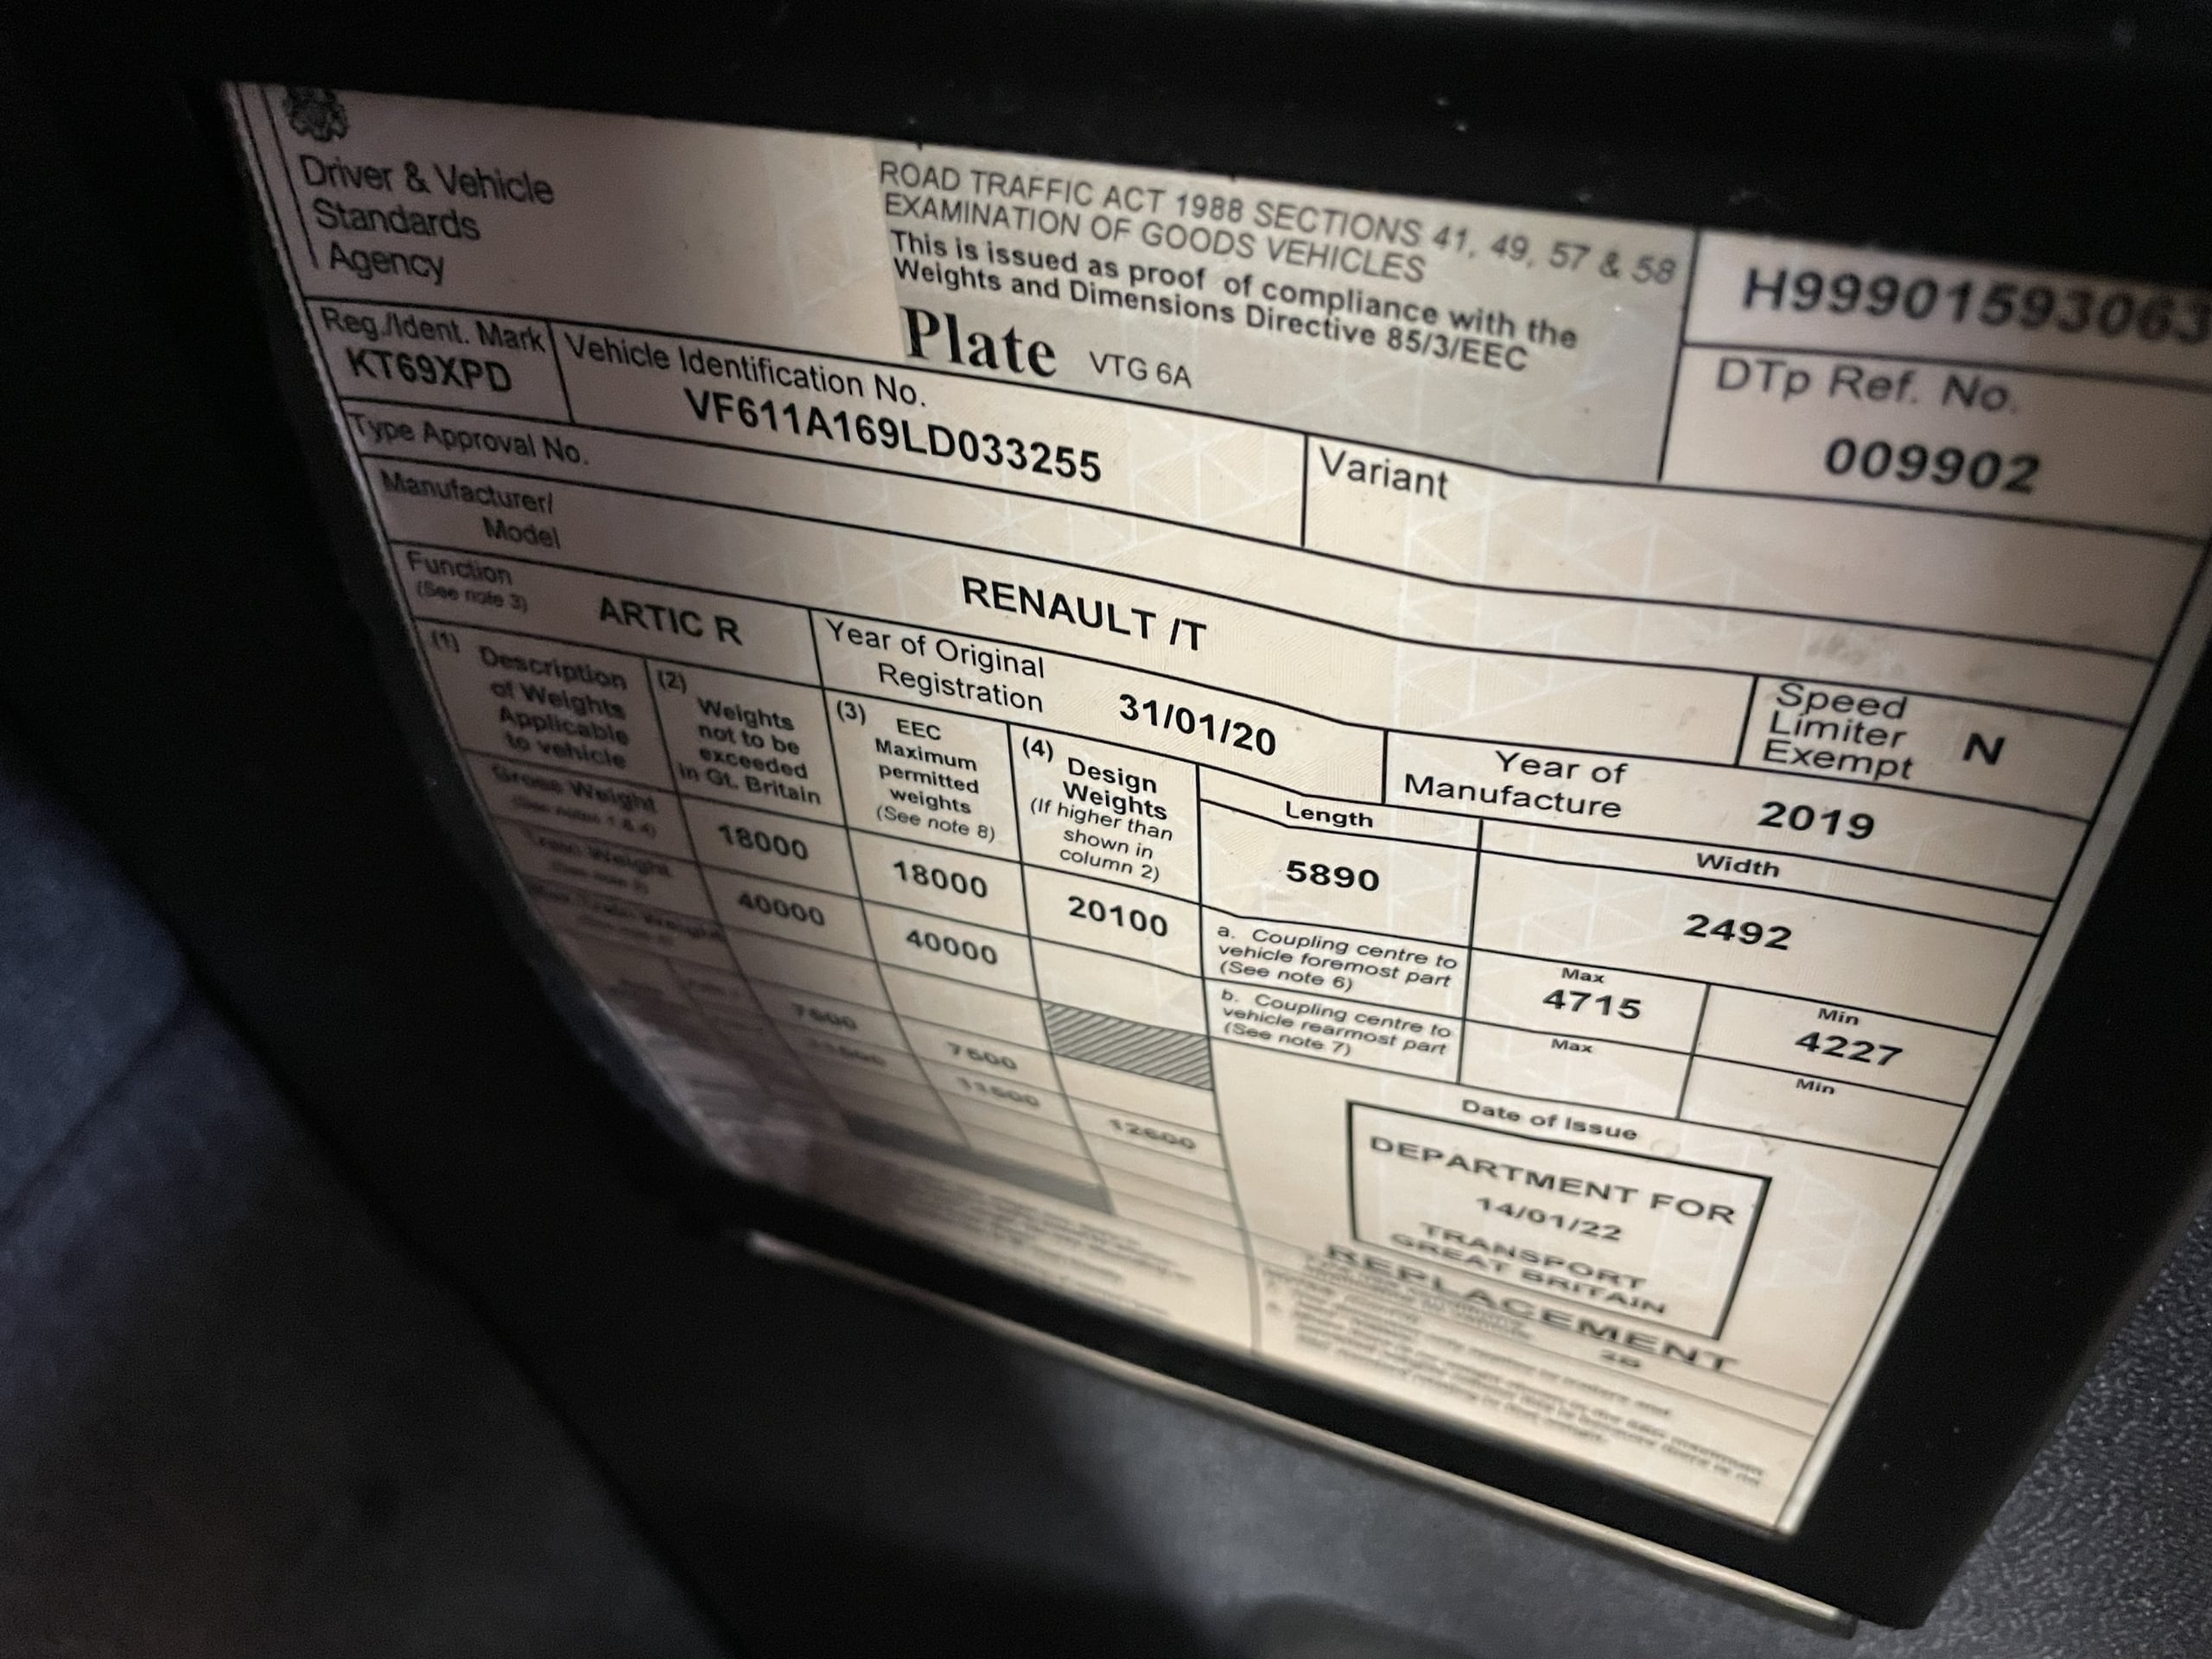 Driver & Vehicle
Standards
Agency
ROAD TRAFFIC ACT 1988 SECTIONS 41, 49, 57 & 58
EXAMINATION OF GOODS VEHICLES
This is issued as proof of compliance with the
Weights and Dimensions Directive 85/3/EEC
Plate VTG 6A
H99901593063
DTp Ref. No.
009902
Reg./Ident. Mark
KT69XPD
Vehicle Identification No.
VF611A169LD033255
Variant
Type Approval No.
Manufacturer/
Model
RENAULT /T
Function
(See note 3)
ARTIC R
Year of Original
Registration
31/01/20
Year of
Manufacture
2019
Speed
Limiter
Exempt
N
(1) Description
of Weights
Applicable
to vehicle
(2) Weights
not to be
exceeded
in Gt. Britain
(3) EEC
Maximum
permitted
weights
(See note 8)
(4) Design
Weights
(If higher than
shown in
column 2)
Length
5890
Width
2492
Gross Weight
(See notes 1 & 4)
18000
18000
20100
Train Weight
40000
40000
a. Coupling centre to
vehicle foremost part
(See note 6)
Max
4715
Min
4227
b. Coupling centre to
vehicle rearmost part
(See note 7)
Max
Min
7500
7500
11500
11500
12600
Date of Issue
DEPARTMENT FOR
14/01/22
TRANSPORT
GREAT BRITAIN
REPLACEMENT